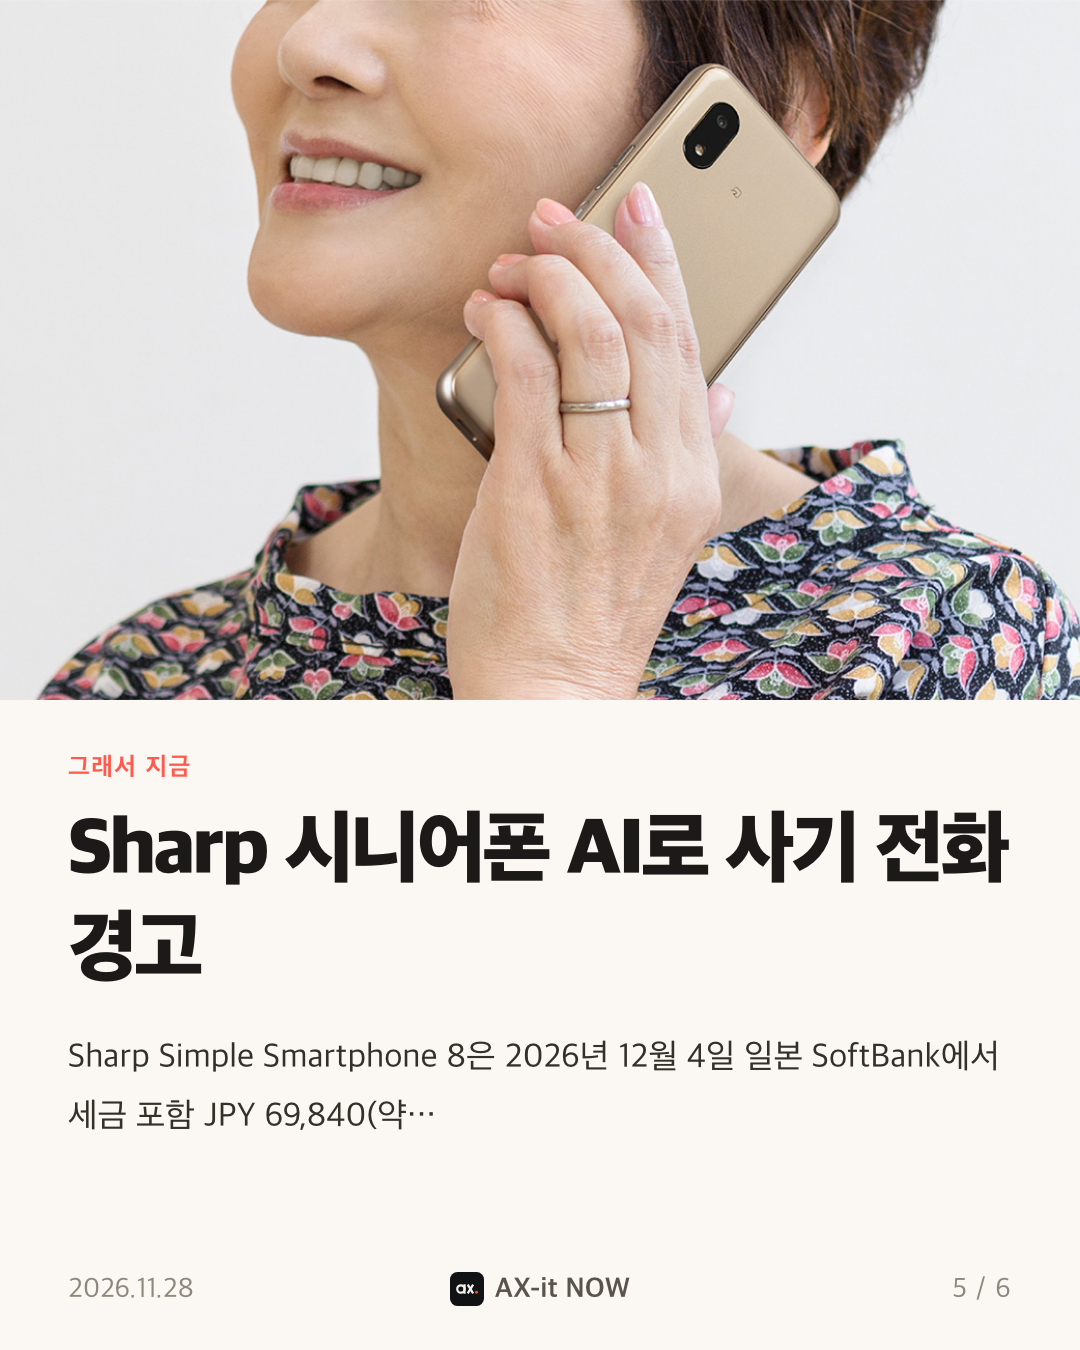 그래서 지금
Sharp 시니어폰 AI로 사기 전화
경고
Sharp Simple Smartphone 8은 2026년 12월 4일 일본 SoftBank에서
세금 포함 JPY 69,840(약…
2026.11.28
ax.
AX-it NOW
5 / 6